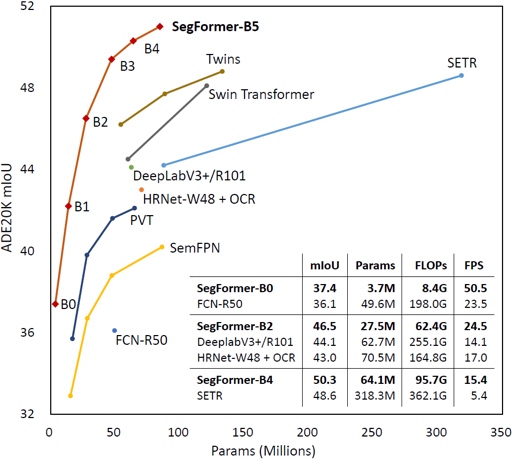 52
48
44
40
36
32
ADE20K mIoU
SegFormer-B5
B4
B3
B2
B1
B0
Twins
SETR
Swin Transformer
DeepLabV3+/R101
HRNet-W48 + OCR
PVT
SemFPN
FCN-R50
mIoU Params FLOPs FPS
SegFormer-B0 37.4 3.7M 8.4G 50.5
FCN-R50 36.1 49.6M 198.0G 23.5
SegFormer-B2 46.5 27.5M 62.4G 24.5
DeeplabV3+/R101 44.1 62.7M 255.1G 14.1
HRNet-W48 + OCR 43.0 70.5M 164.8G 17.0
SegFormer-B4 50.3 64.1M 95.7G 15.4
SETR 48.6 318.3M 362.1G 5.4
0 50 100 150 200 250 300 350
Params (Millions)